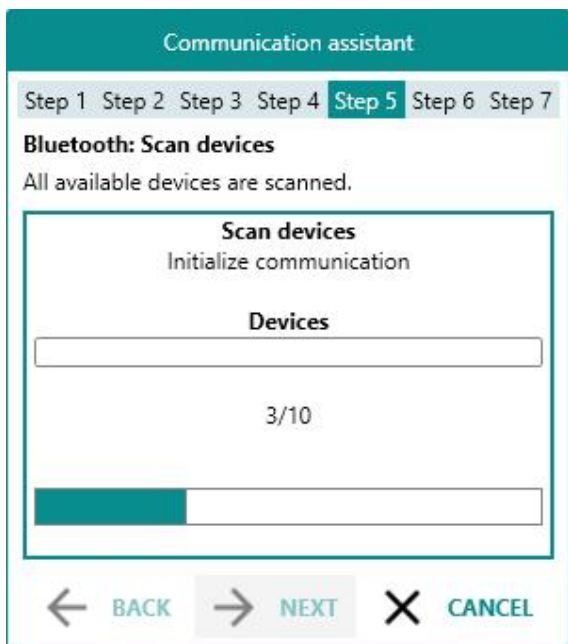 Communication assistant
Step 1 Step 2 Step 3 Step 4 Step 5 Step 6 Step 7
Bluetooth: Scan devices
All available devices are scanned.
Scan devices
Initialize communication
Devices
3/10
BACK NEXT CANCEL